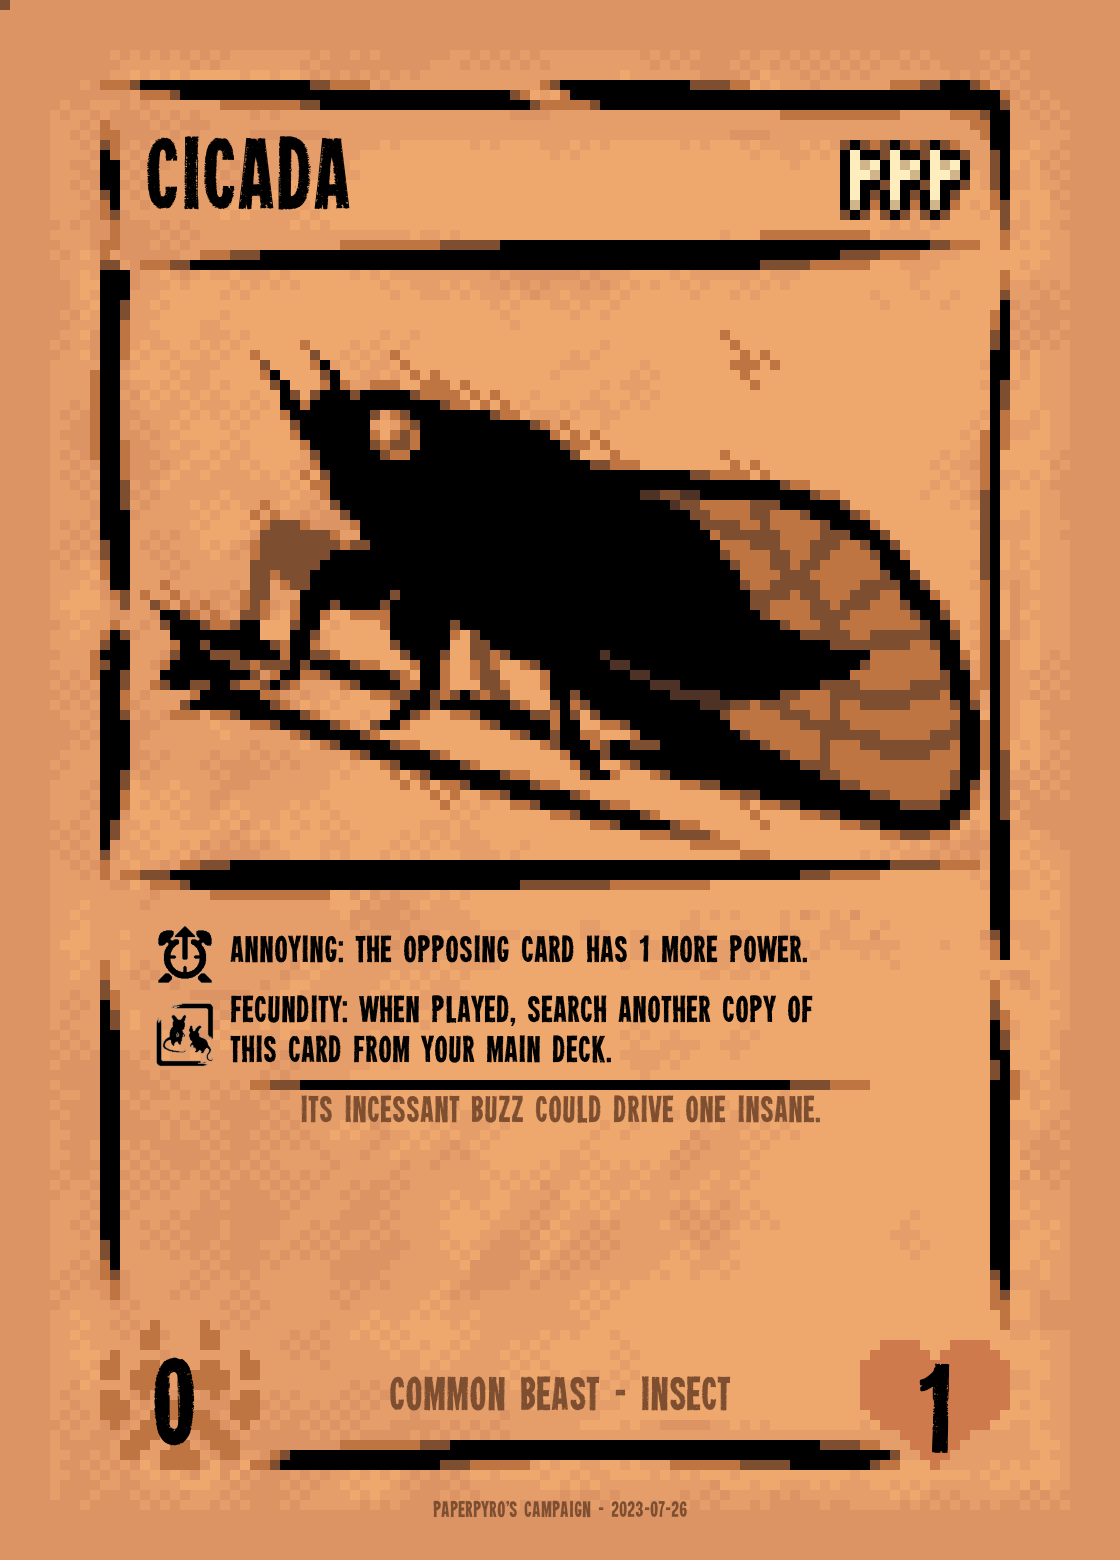 CICADA
ANNOYING: THE OPPOSING CARD HAS 1 MORE POWER.
FECUNDITY: WHEN PLAYED, SEARCH ANOTHER COPY OF
THIS CARD FROM YOUR MAIN DECK.
ITS INCESSANT BUZZ COULD DRIVE ONE INSANE.
0
COMMON BEAST - INSECT
1
PAPERPYRO'S CAMPAIGN - 2023-07-26